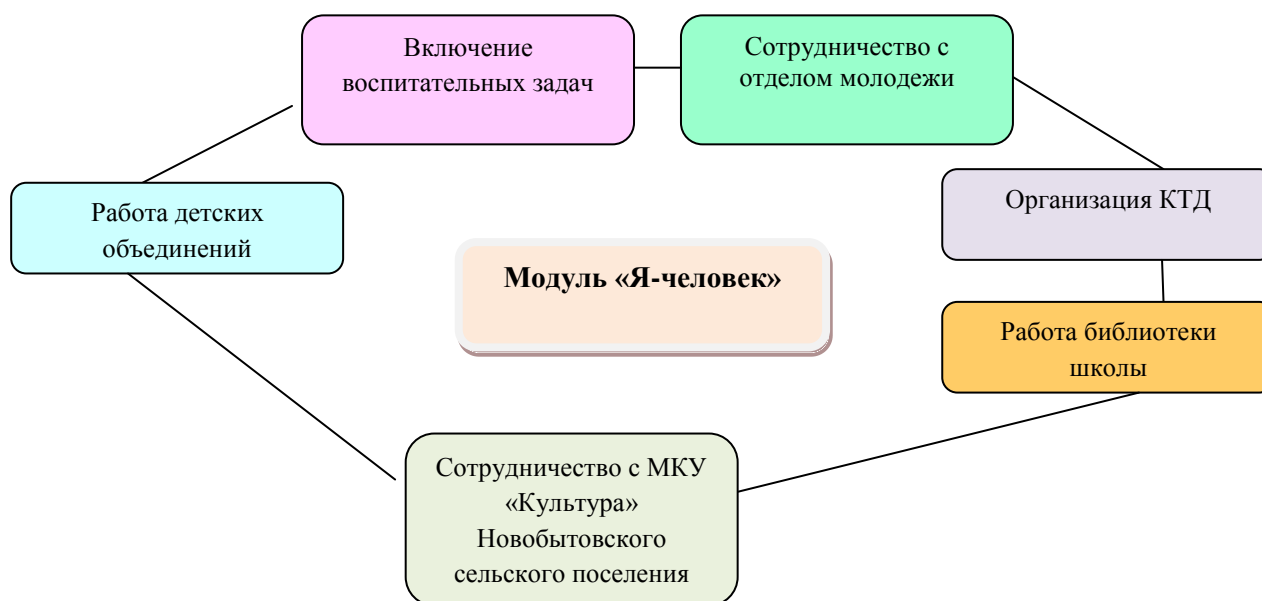 Включение
воспитательных задач
Сотрудничество с
отделом молодежи
Работа детских
объединений
Организация КТД
Модуль «Я-человек»
Работа библиотеки
школы
Сотрудничество с МКУ
«Культура»
Новобытовского
сельского поселения